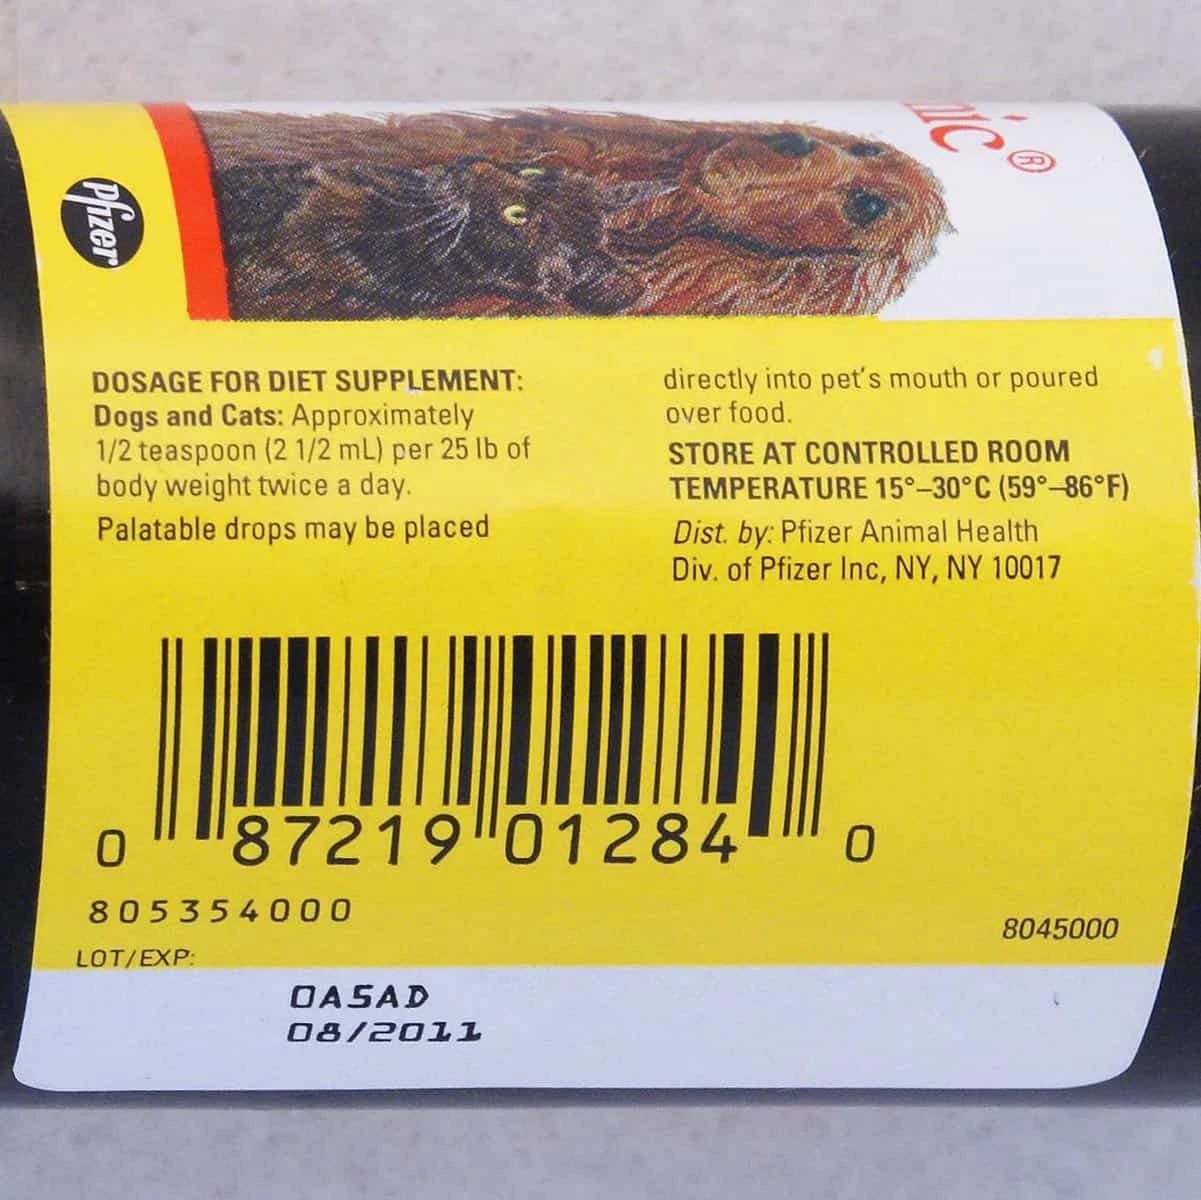 nic®
Pfizer
DOSAGE FOR DIET SUPPLEMENT:
Dogs and Cats: Approximately
1/2 teaspoon (2 1/2 mL) per 25 lb of
body weight twice a day.
Palatable drops may be placed
directly into pet's mouth or poured
over food.
STORE AT CONTROLLED ROOM
TEMPERATURE 15°–30°C (59°–86°F)
Dist. by: Pfizer Animal Health
Div. of Pfizer Inc, NY, NY 10017
0 87219 01284 0
805354000
8045000
LOT/EXP:
0A5AD
08/2011